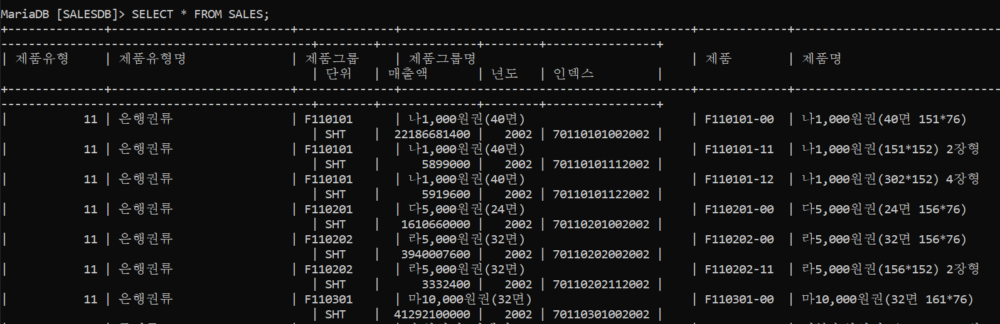 MariaDB [SALESDB]> SELECT * FROM SALES;
+--------------+--------------------------+--------------+------------------------------------------+-------------+------------------------------
---------------------------------------------+--------+--------------+--------+----------------+
| 제품유형 | 제품유형명 | 제품그룹 | 제품그룹명 | 제품 | 제품명
| 단위 | 매출액 | 년도 | 인덱스 |
+--------------+--------------------------+--------------+------------------------------------------+-------------+------------------------------
---------------------------------------------+--------+--------------+--------+----------------+
| 11 | 은행권류 | F110101 | 나1,000원권(40면) | F110101-00 | 나1,000원권(40면 151*76)
| SHT | 22186681400 | 2002 | 70110101002002 |
| 11 | 은행권류 | F110101 | 나1,000원권(40면) | F110101-11 | 나1,000원권(151*152) 2장형
| SHT | 5899000 | 2002 | 70110101112002 |
| 11 | 은행권류 | F110101 | 나1,000원권(40면) | F110101-12 | 나1,000원권(302*152) 4장형
| SHT | 5919600 | 2002 | 70110101122002 |
| 11 | 은행권류 | F110201 | 다5,000원권(24면) | F110201-00 | 다5,000원권(24면 156*76)
| SHT | 1610660000 | 2002 | 70110201002002 |
| 11 | 은행권류 | F110202 | 라5,000원권(32면) | F110202-00 | 라5,000원권(32면 156*76)
| SHT | 3940007600 | 2002 | 70110202002002 |
| 11 | 은행권류 | F110202 | 라5,000원권(32면) | F110202-11 | 라5,000원권(156*152) 2장형
| SHT | 3332400 | 2002 | 70110202112002 |
| 11 | 은행권류 | F110301 | 마10,000원권(32면) | F110301-00 | 마10,000원권(32면 161*76)
| SHT | 41292100000 | 2002 | 70110301002002 |